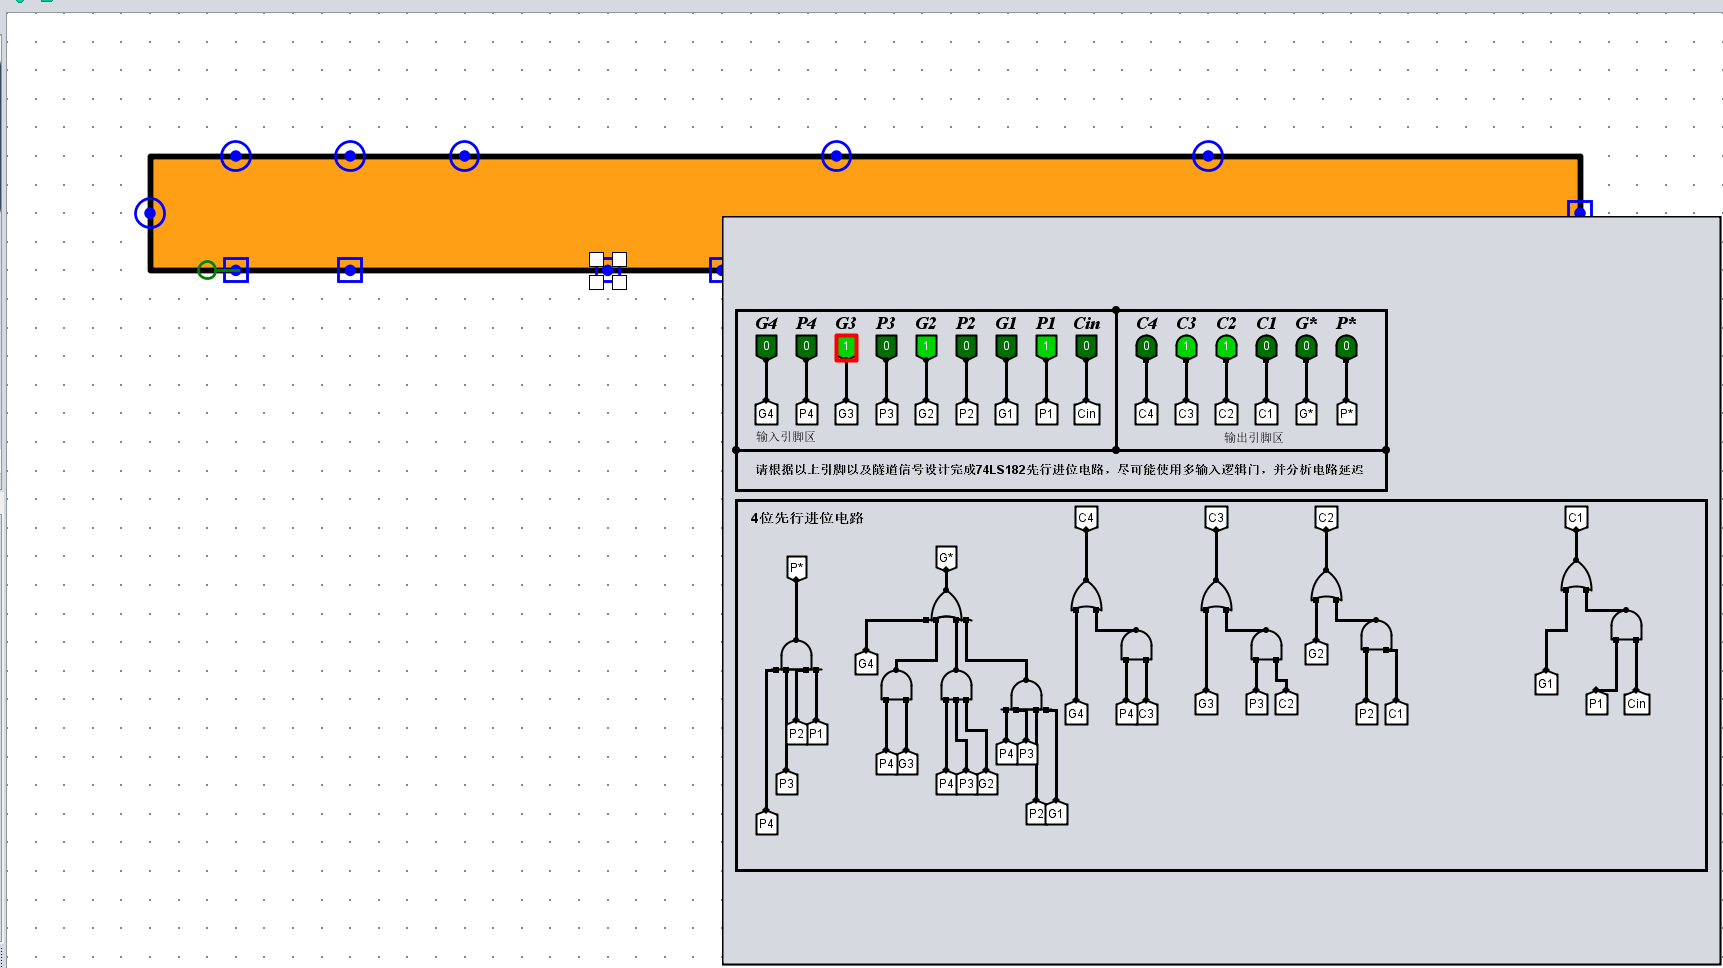 G4 P4 G3 P3 G2 P2 G1 P1 Cin C4 C3 C2 C1 G* P*
0 0 1 0 1 0 0 1 0 0 1 1 0 0 0
G4 P4 G3 P3 G2 P2 G1 P1 Cin C4 C3 C2 C1 G* P*
输入引脚区 输出引脚区
请根据以上引脚以及隧道信号设计完成74LS182先行进位电路，尽可能使用多输入逻辑门，并分析电路延迟
4位先行进位电路 C4 C3 C2 C1
P* G*
G4 G2
G1
P1 Cin
G3 P3 C2
G4 P4 C3 P2 C1
P2 P1
P4 P3
P4 G3
P3 P4 P3 G2
P2 G1
P4